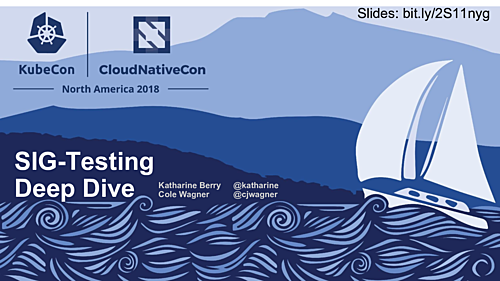 Slides: bit.ly/2S11nyg
KubeCon
CloudNativeCon
North America 2018
SIG-Testing
Deep Dive
Katharine Berry @katharine
Cole Wagner @cjwagner